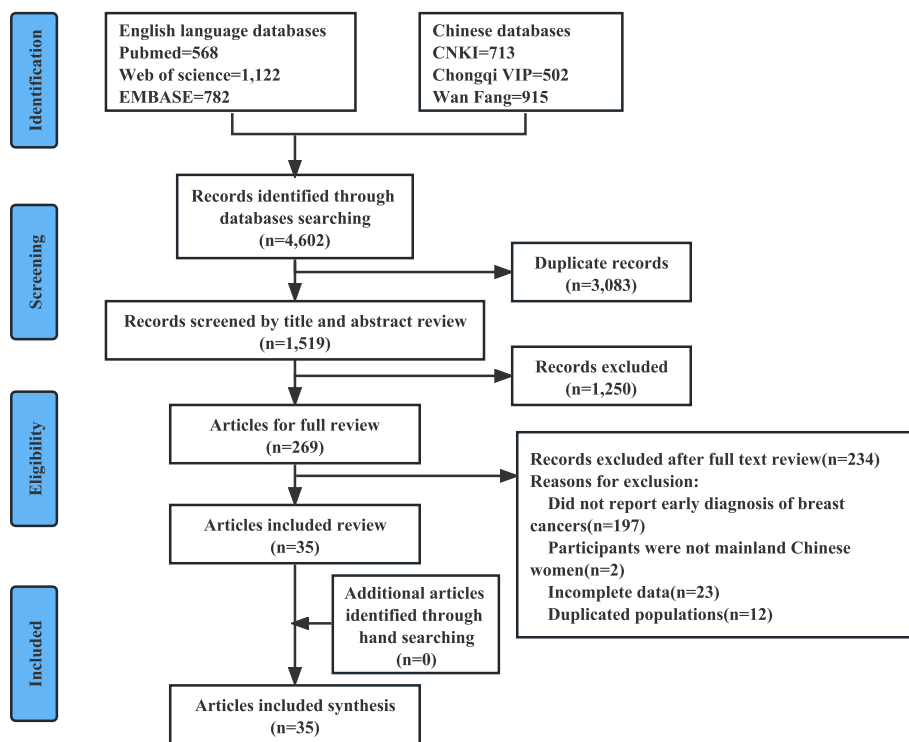 Identification
English language databases
Pubmed=568
Web of science=1,122
EMBASE=782
Chinese databases
CNKI=713
Chongqi VIP=502
Wan Fang=915
Records identified through
databases searching
(n=4,602)
Screening
Duplicate records
(n=3,083)
Records screened by title and abstract review
(n=1,519)
Records excluded
(n=1,250)
Eligibility
Articles for full review
(n=269)
Records excluded after full text review(n=234)
Reasons for exclusion:
Did not report early diagnosis of breast
cancers(n=197)
Participants were not mainland Chinese
women(n=2)
Incomplete data(n=23)
Duplicated populations(n=12)
Articles included review
(n=35)
Included
Additional articles
identified through
hand searching
(n=0)
Articles included synthesis
(n=35)